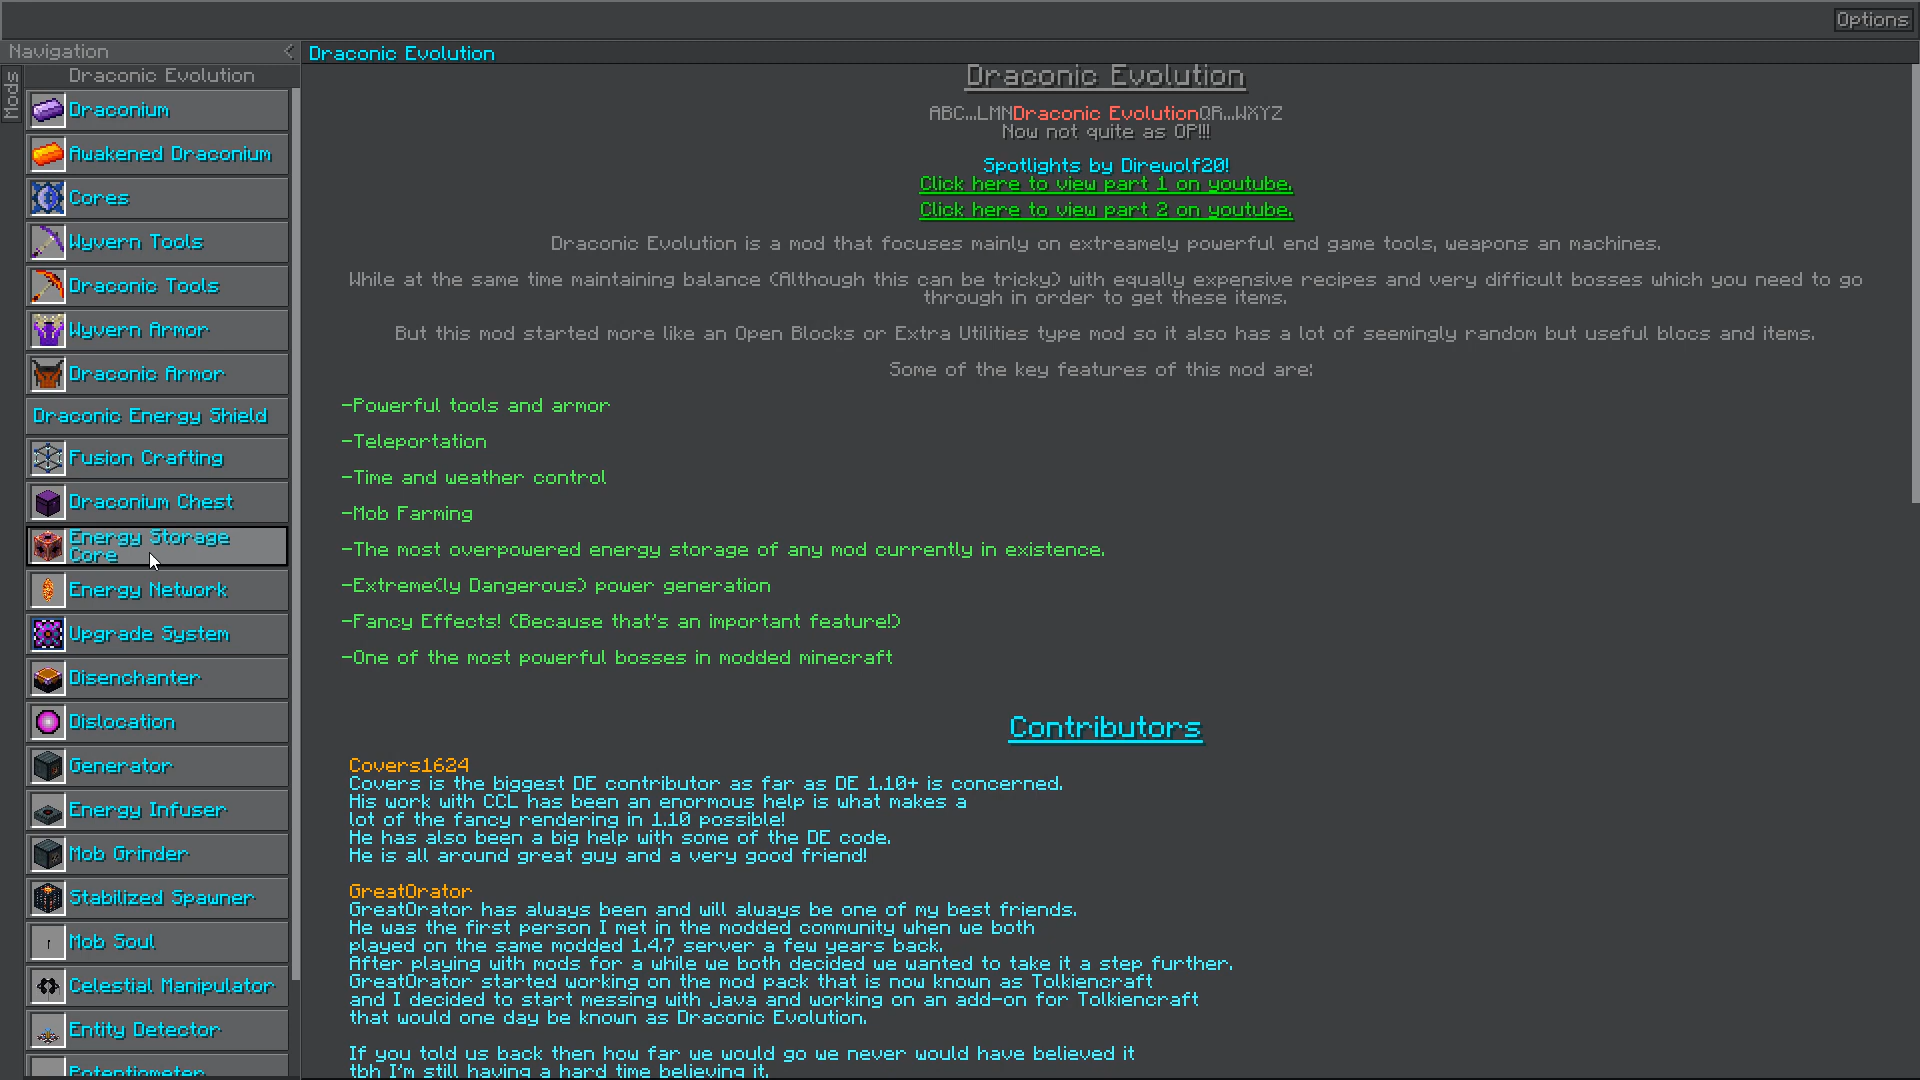 Options
Navigation
<
Draconic Evolution
Mods
Draconic Evolution
Draconium
Awakened Draconium
Cores
Wyvern Tools
Draconic Tools
Wyvern Armor
Draconic Armor
Draconic Energy Shield
Fusion Crafting
Draconium Chest
Energy Storage
Core
Energy Network
Upgrade System
Disenchanter
Dislocation
Generator
Energy Infuser
Mob Grinder
Stabilized Spawner
Mob Soul
Celestial Manipulator
Entity Detector
Potentiometer
Draconic Evolution
ABC...LMNDraconic EvolutionQR...WXYZ
Now not quite as OP!!!
Spotlights by Direwolf20!
Click here to view part 1 on youtube.
Click here to view part 2 on youtube.
Draconic Evolution is a mod that focuses mainly on extreamely powerful end game tools, weapons an machines.
While at the same time maintaining balance (Although this can be tricky) with equally expensive recipes and very difficult bosses which you need to go
through in order to get these items.
But this mod started more like an Open Blocks or Extra Utilities type mod so it also has a lot of seemingly random but useful blocs and items.
Some of the key features of this mod are:
-Powerful tools and armor
-Teleportation
-Time and weather control
-Mob Farming
-The most overpowered energy storage of any mod currently in existence.
-Extreme(ly Dangerous) power generation
-Fancy Effects! (Because that's an important feature!)
-One of the most powerful bosses in modded minecraft
Contributors
Covers1624
Covers is the biggest DE contributor as far as DE 1.10+ is concerned.
His work with CCL has been an enormous help is what makes a
lot of the fancy rendering in 1.10 possible!
He has also been a big help with some of the DE code.
He is all around great guy and a very good friend!
GreatOrator
GreatOrator has always been and will always be one of my best friends.
He was the first person I met in the modded community when we both
played on the same modded 1.4.7 server a few years back.
After playing with mods for a while we both decided we wanted to take it a step further.
GreatOrator started working on the mod pack that is now known as Tolkiencraft
and I decided to start messing with java and working on an add-on for Tolkiencraft
that would one day be known as Draconic Evolution.
If you told us back then how far we would go we never would have believed it
tbh I'm still having a hard time believing it.